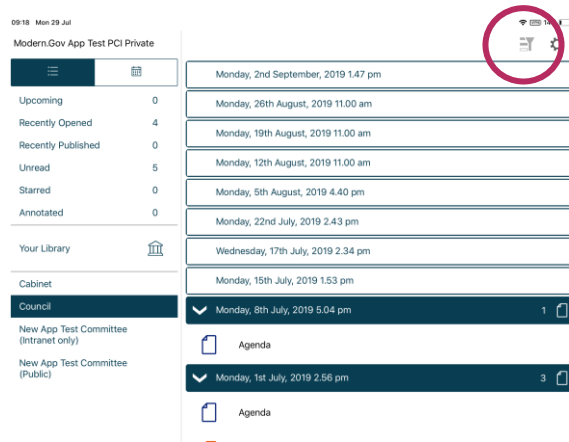 09:18 Mon 29 Jul
Modern.Gov App Test PCI Private
Upcoming 0
Recently Opened 4
Recently Published 0
Unread 5
Starred 0
Annotated 0
Your Library
Cabinet
Council
New App Test Committee
(Intranet only)
New App Test Committee
(Public)
Monday, 2nd September, 2019 1.47 pm
Monday, 26th August, 2019 11.00 am
Monday, 19th August, 2019 11.00 am
Monday, 12th August, 2019 11.00 am
Monday, 5th August, 2019 4.40 pm
Monday, 22nd July, 2019 2.43 pm
Wednesday, 17th July, 2019 2.34 pm
Monday, 15th July, 2019 1.53 pm
Monday, 8th July, 2019 5.04 pm 1
Agenda
Monday, 1st July, 2019 2.56 pm 3
Agenda